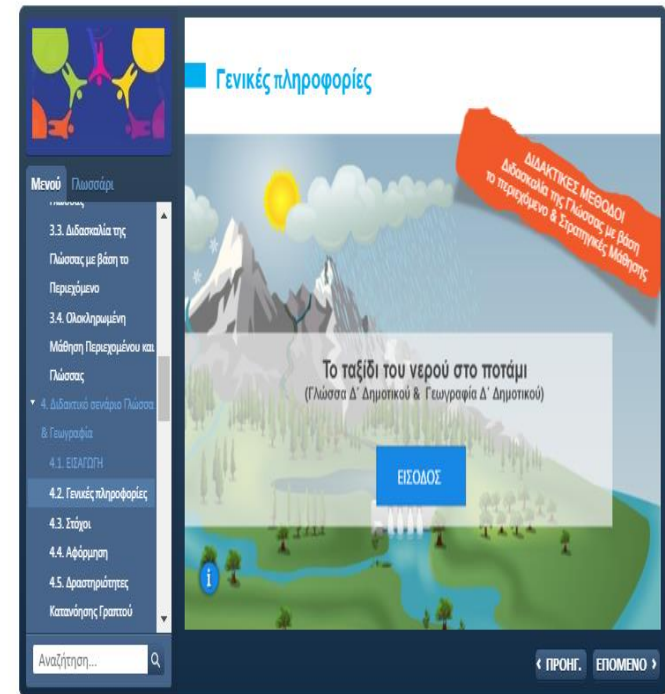 Γενικές πληροφορίες
Μενού Γλωσσάρι
3.3. Διδασκαλία της
Γλώσσας με βάση το
Περιεχόμενο
3.4. Ολοκληρωμένη
Μάθηση Περιεχομένου και
Γλώσσας
4. Διδακτικό σενάριο Γλώσσα
& Γεωγραφία
4.1. ΕΙΣΑΓΩΓΗ
4.2. Γενικές πληροφορίες
4.3. Στόχοι
4.4. Αφόρμηση
4.5. Δραστηριότητες
Κατανόησης Γραπτού
Αναζήτηση...
ΔΙΔΑΚΤΙΚΕΣ ΜΕΘΟΔΟΙ
Διδασκαλία της Γλώσσας με βάση
το περιεχόμενο & Στρατηγικές Μάθησης
Το ταξίδι του νερού στο ποτάμι
(Γλώσσα Δ΄ Δημοτικού & Γεωγραφία Δ΄ Δημοτικού)
ΕΙΣΟΔΟΣ
i
‹ ΠΡΟΗΓ. ΕΠΟΜΕΝΟ ›